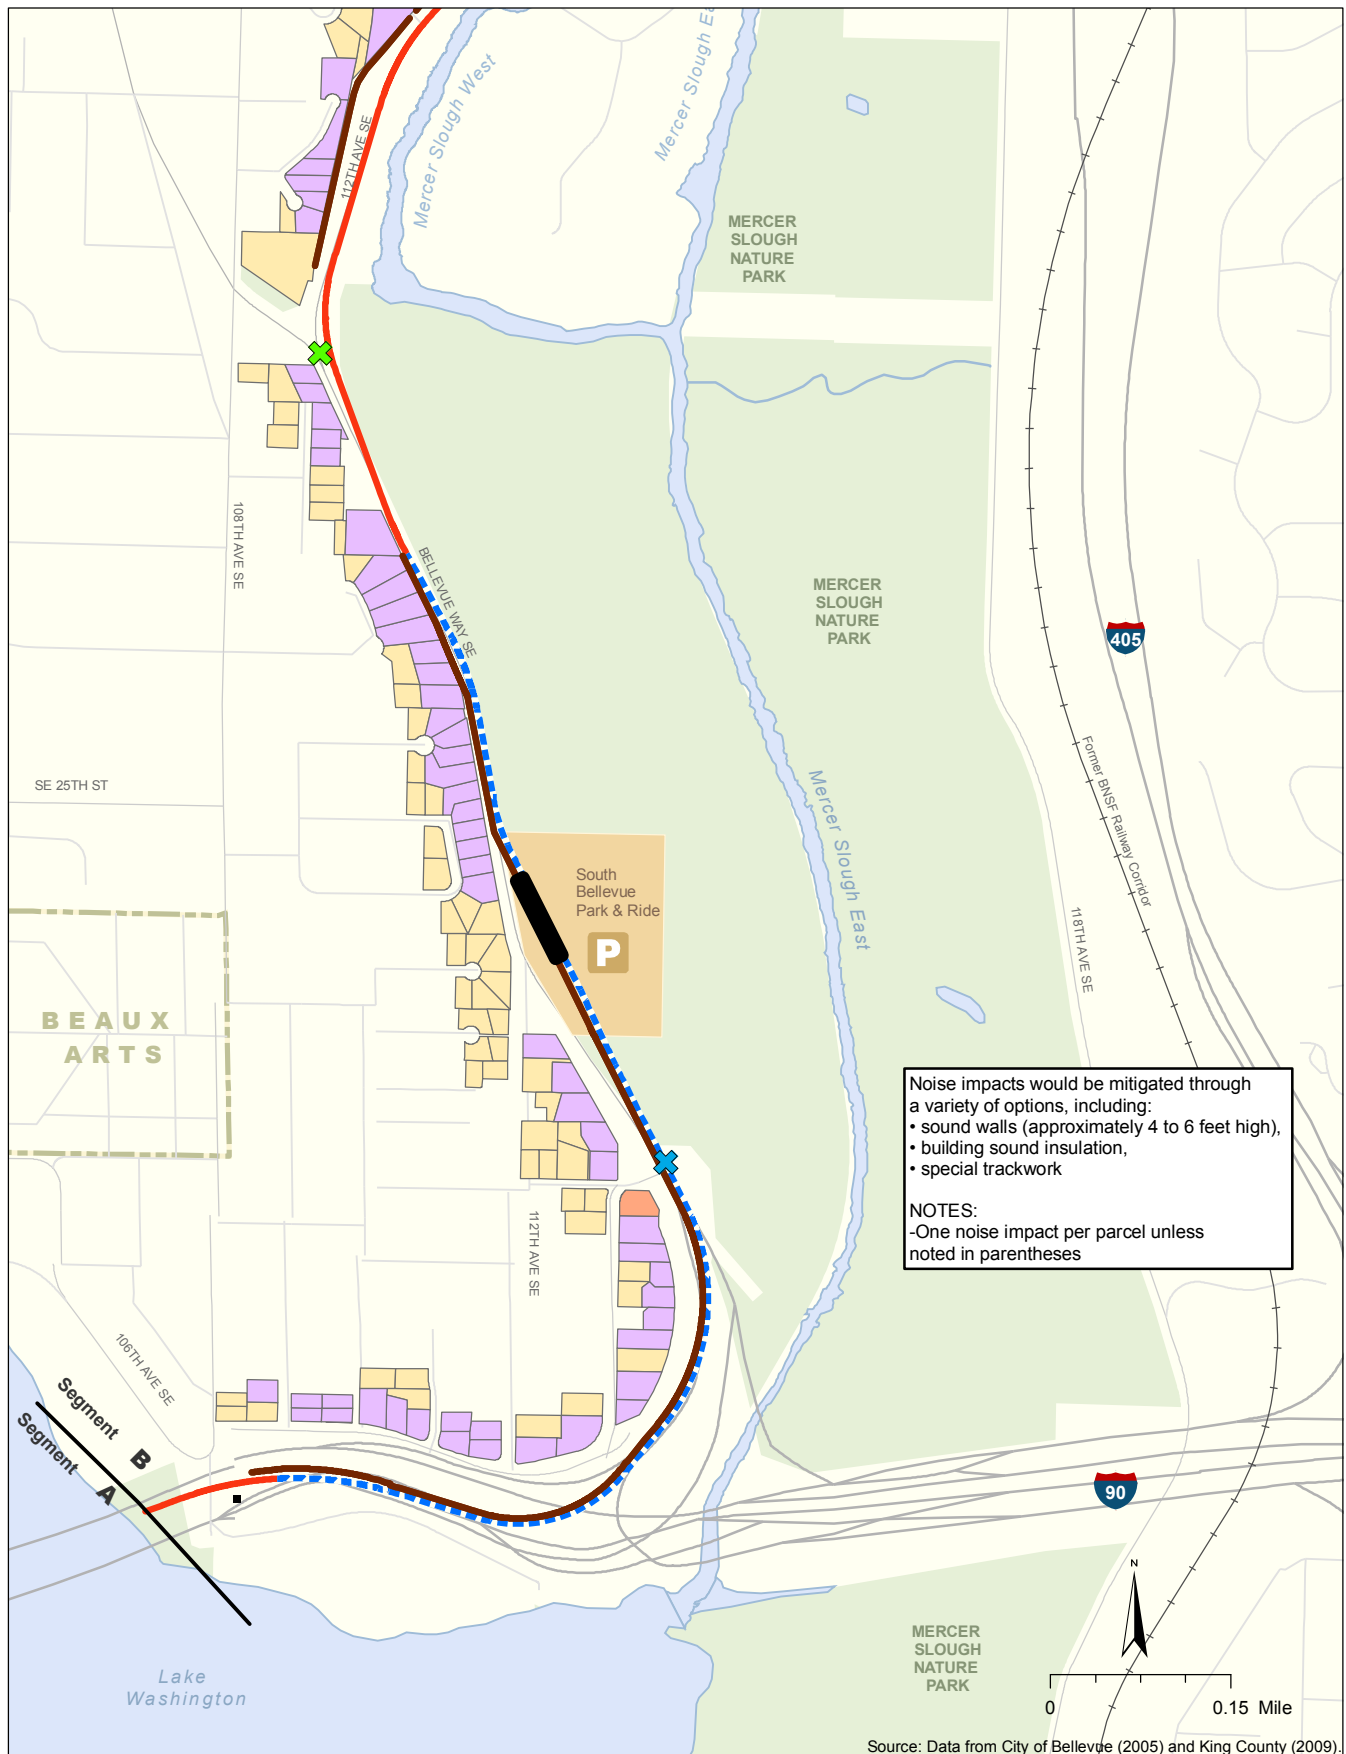 Mercer Slough West
Mercer Slough Ea
112TH AVE SE
MERCER
SLOUGH
NATURE
PARK
108TH AVE SE
BELLEVUE WAY SE
MERCER
SLOUGH
NATURE
PARK
405
Former BNSF Railway Corridor
SE 25TH ST
Mercer Slough East
South
Bellevue
Park & Ride
P
118TH AVE SE
BEAUX
ARTS
Noise impacts would be mitigated through
a variety of options, including:
• sound walls (approximately 4 to 6 feet high),
• building sound insulation,
• special trackwork
NOTES:
-One noise impact per parcel unless
noted in parentheses
112TH AVE SE
106TH AVE SE
Segment B
Segment A
90
N
MERCER
SLOUGH
NATURE
PARK
Lake
Washington
0 0.15 Mile
Source: Data from City of Bellevue (2005) and King County (2009).